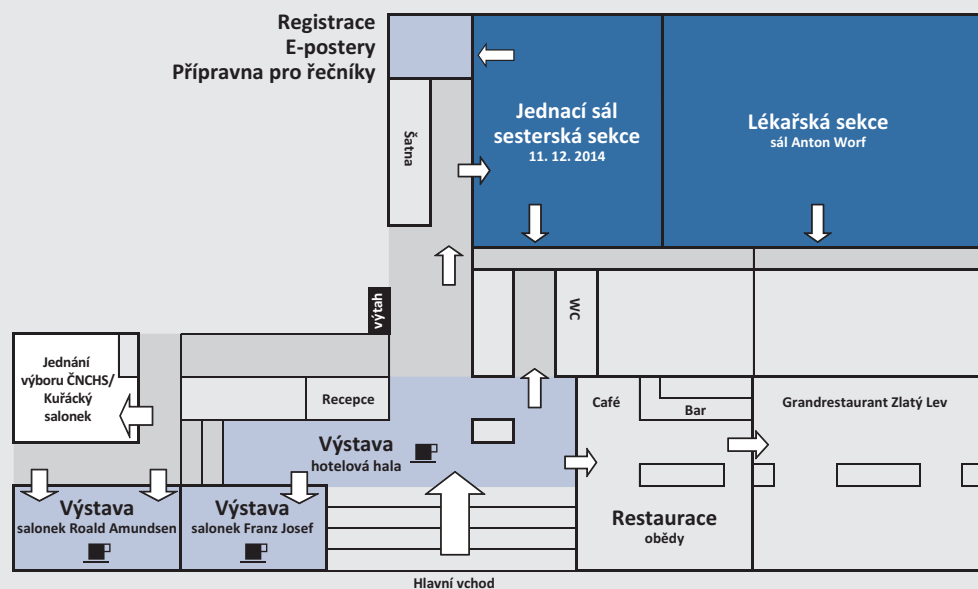 Registrace
E-postery
Přípravna pro řečníky
Jednací sál
sesterská sekce
11. 12. 2014
Lékařská sekce
sál Anton Worf
Šatna
výtah
WC
Jednání
výboru ČNCHS/
Kuřácký
salonek
Recepce
Café
Bar
Grandrestaurant Zlatý Lev
Výstava
hotelová hala
Výstava
salonek Roald Amundsen
Výstava
salonek Franz Josef
Restaurace
obědy
Hlavní vchod